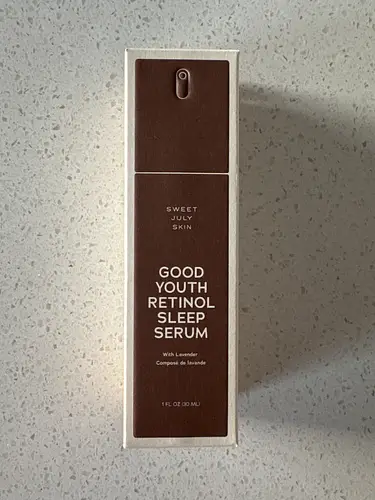 SWEET
JULY
SKIN
GOOD
YOUTH
RETINOL
SLEEP
SERUM
With Lavender
Composé de lavande
1 FL OZ (30 ML)